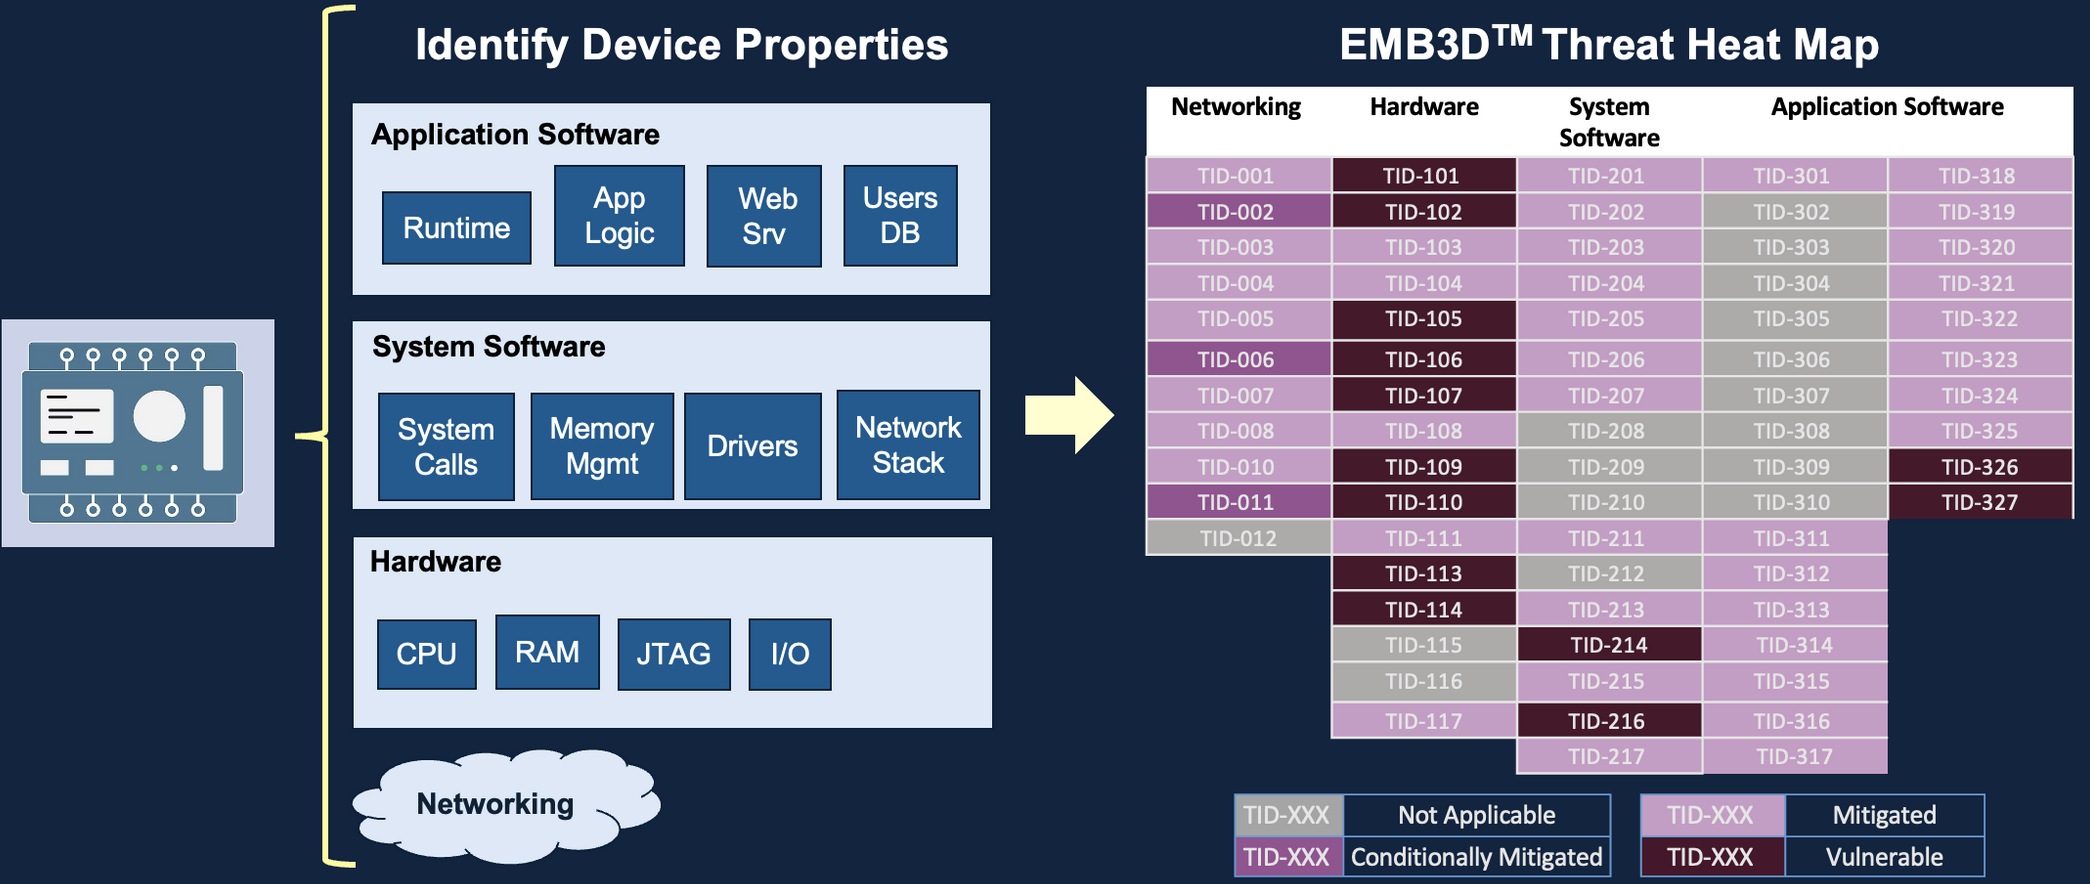 Identify Device Properties
Application Software
Runtime
App
Logic
Web
Srv
Users
DB
System Software
System
Calls
Memory
Mgmt
Drivers
Network
Stack
Hardware
CPU
RAM
JTAG
I/O
Networking
EMB3D™ Threat Heat Map
Networking Hardware System Software Application Software
TID-001 TID-101 TID-201 TID-301 TID-318
TID-002 TID-102 TID-202 TID-302 TID-319
TID-003 TID-103 TID-203 TID-303 TID-320
TID-004 TID-104 TID-204 TID-304 TID-321
TID-005 TID-105 TID-205 TID-305 TID-322
TID-006 TID-106 TID-206 TID-306 TID-323
TID-007 TID-107 TID-207 TID-307 TID-324
TID-008 TID-108 TID-208 TID-308 TID-325
TID-010 TID-109 TID-209 TID-309 TID-326
TID-011 TID-110 TID-210 TID-310 TID-327
TID-012 TID-111 TID-211 TID-311
TID-113 TID-212 TID-312
TID-114 TID-213 TID-313
TID-115 TID-214 TID-314
TID-116 TID-215 TID-315
TID-117 TID-216 TID-316
TID-217 TID-317
TID-XXX Not Applicable
TID-XXX Conditionally Mitigated
TID-XXX Mitigated
TID-XXX Vulnerable